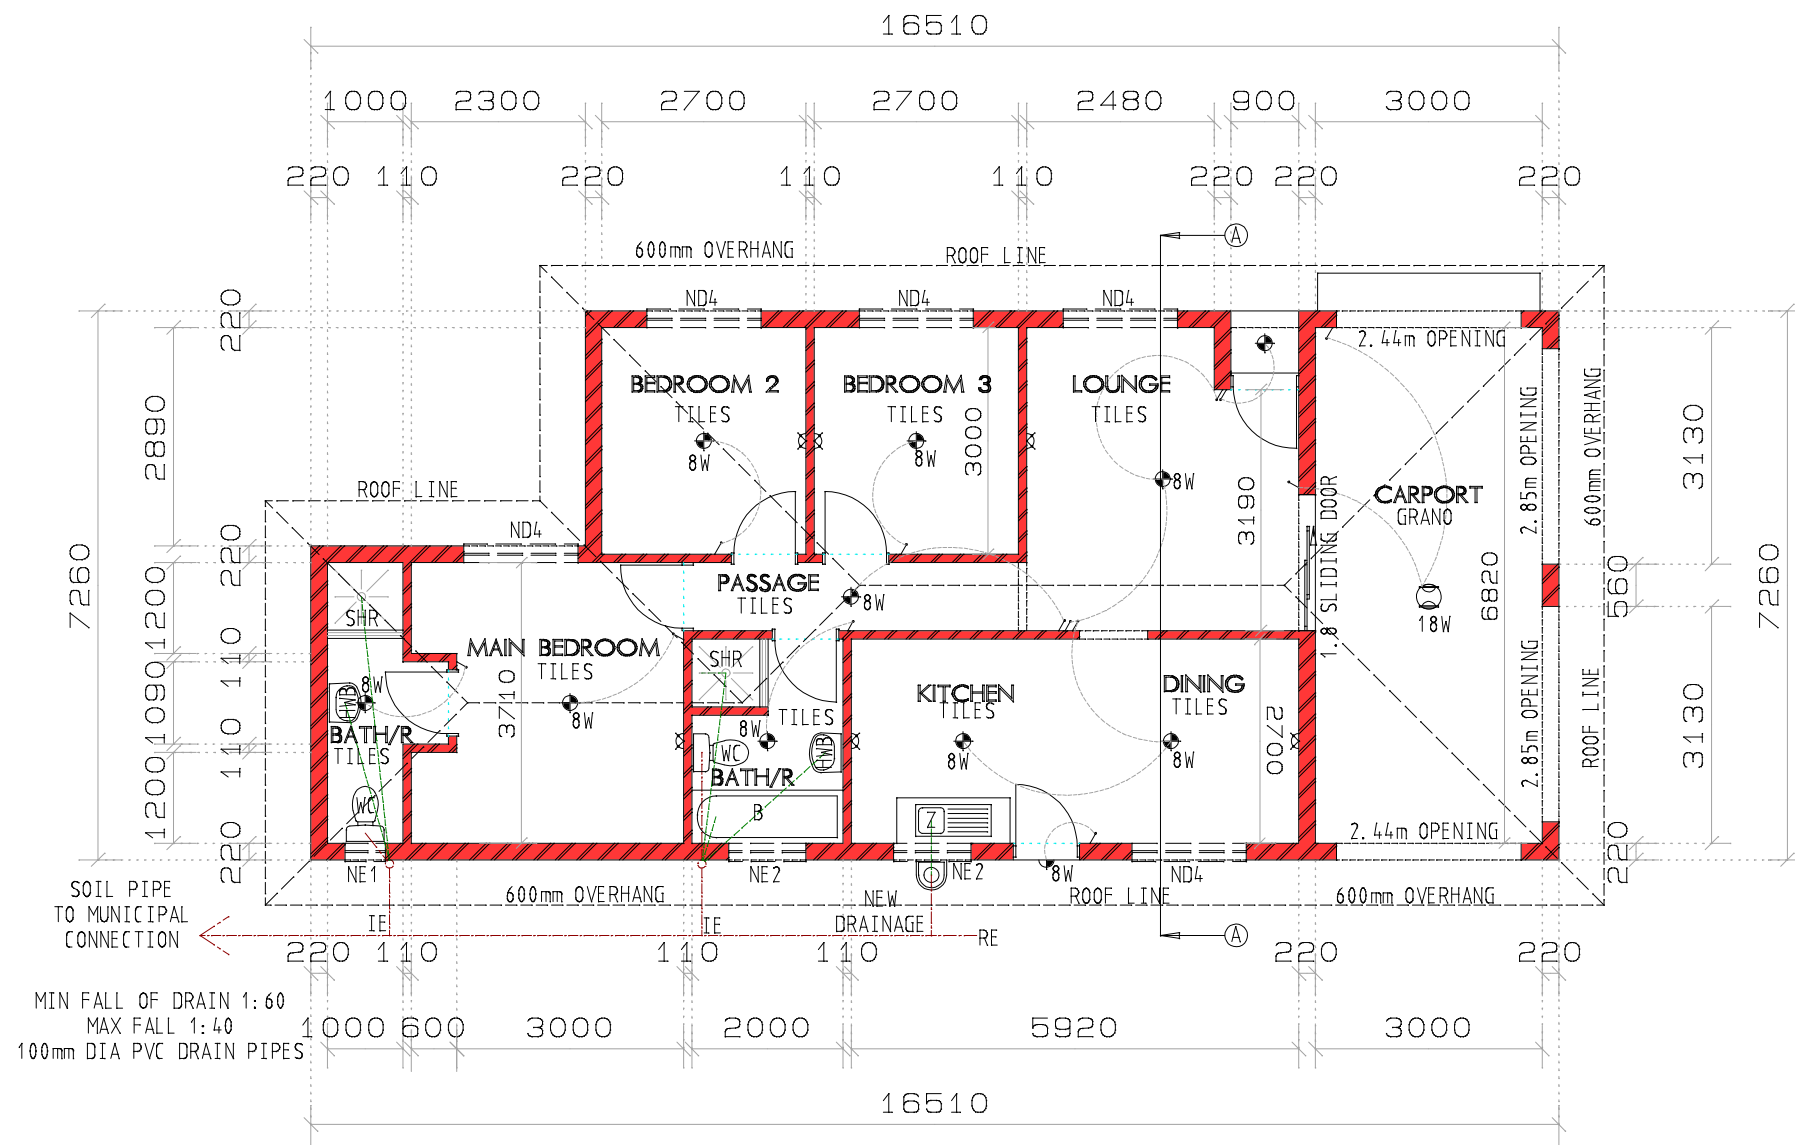 16510
1000 2300 2700 2700 2480 900 3000
220 110 220 110 110 220 220 220
A
600mm OVERHANG
ROOF LINE
ND4 ND4 ND4
220
2.44m OPENING
BEDROOM 2
TILES
8W
BEDROOM 3
TILES
8W
3000
LOUNGE
TILES
8W
3190
1.8 SLIDING DOOR
CARPORT
GRANO
18W
6820
2.85m OPENING
600mm OVERHANG
3130
2890
ROOF LINE
ND4
220
7260
1200
110
1090
110
1200
220
SHR
PASSAGE
TILES
8W
MAIN BEDROOM
TILES
8W
3710
8W
HWB
BATH/R
TILES
WC
SHR
TILES
8W
WC
HWB
BATH/R
B
KITCHEN
TILES
8W
Z
DINING
TILES
8W
2700
2.85m OPENING
ROOF LINE
560
3130
7260
220
2.44m OPENING
NE1
NE2
NE2
8W
ND4
SOIL PIPE
TO MUNICIPAL
CONNECTION
600mm OVERHANG
NEW
DRAINAGE
ROOF LINE
600mm OVERHANG
IE
IE
RE
A
220 110 110 110 220 220
MIN FALL OF DRAIN 1:60
MAX FALL 1:40
100mm DIA PVC DRAIN PIPES
1000 600 3000 2000 5920 3000
16510